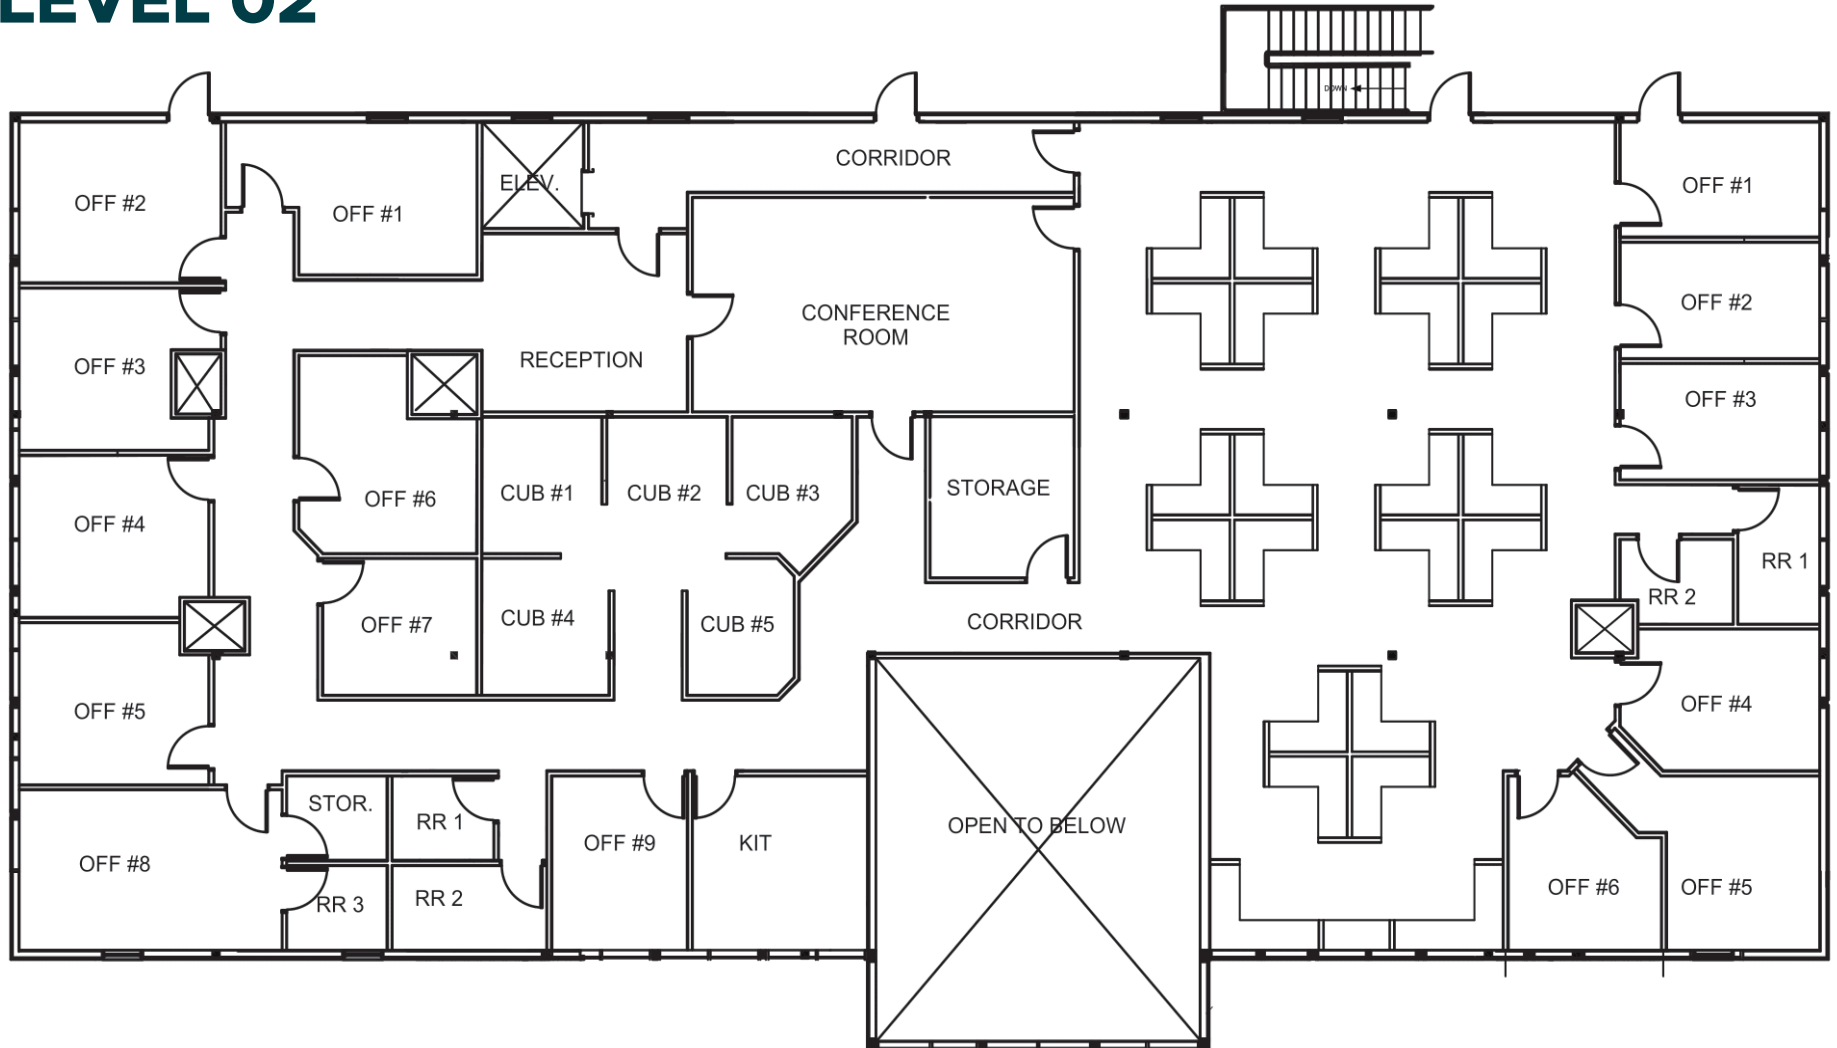 LEVEL 02
DOWN
CORRIDOR
ELEV.
OFF #2
OFF #1
OFF #1
OFF #2
CONFERENCE
ROOM
OFF #3
RECEPTION
OFF #3
OFF #6
CUB #1
CUB #2
CUB #3
STORAGE
OFF #4
RR 1
RR 2
CUB #4
CUB #5
OFF #7
CORRIDOR
OFF #5
OFF #4
STOR.
RR 1
OFF #9
KIT
OPEN TO BELOW
OFF #8
RR 3
RR 2
OFF #6
OFF #5